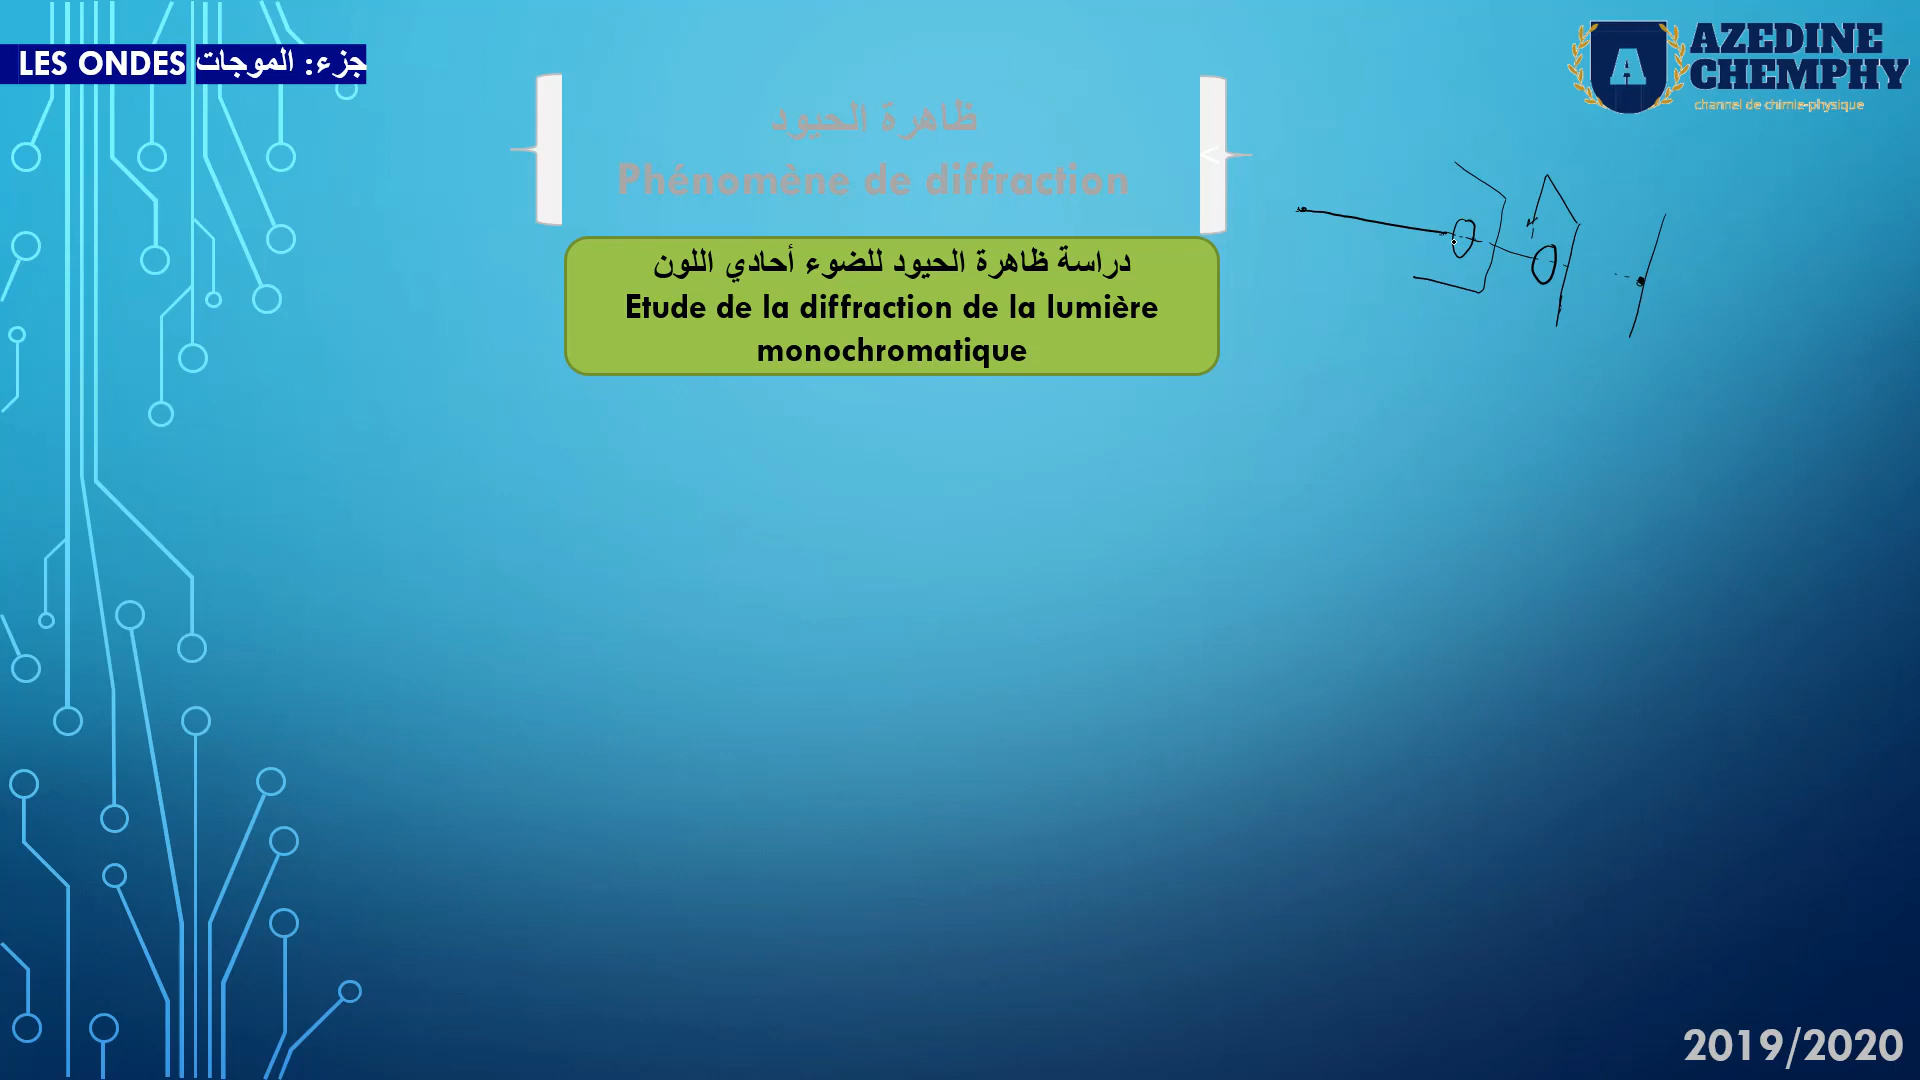 LES ONDES جزء: الموجات
AZEDINE
CHEMPHY
channel de chimie-physique
A
ظاهرة الحيود
Phénomène de diffraction
دراسة ظاهرة الحيود للضوء أحادي اللون
Etude de la diffraction de la lumière
monochromatique
2019/2020